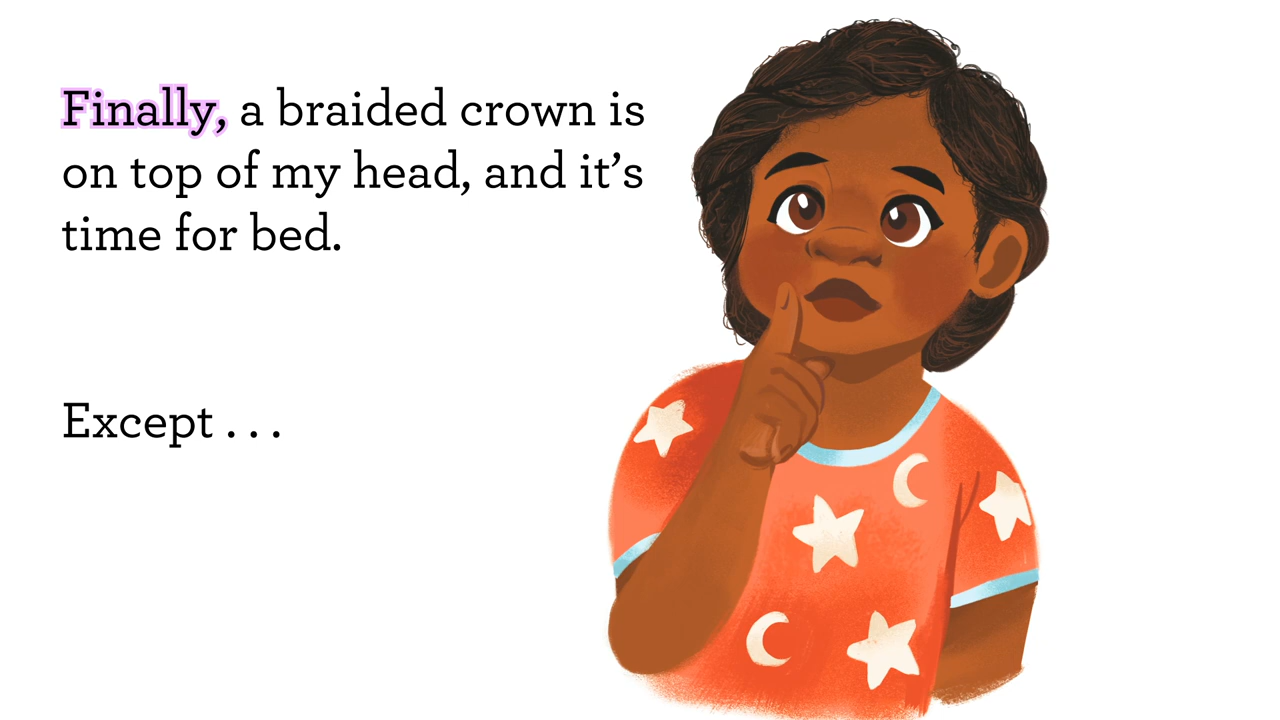 Finally, a braided crown is
on top of my head, and it’s
time for bed.
Except . . .